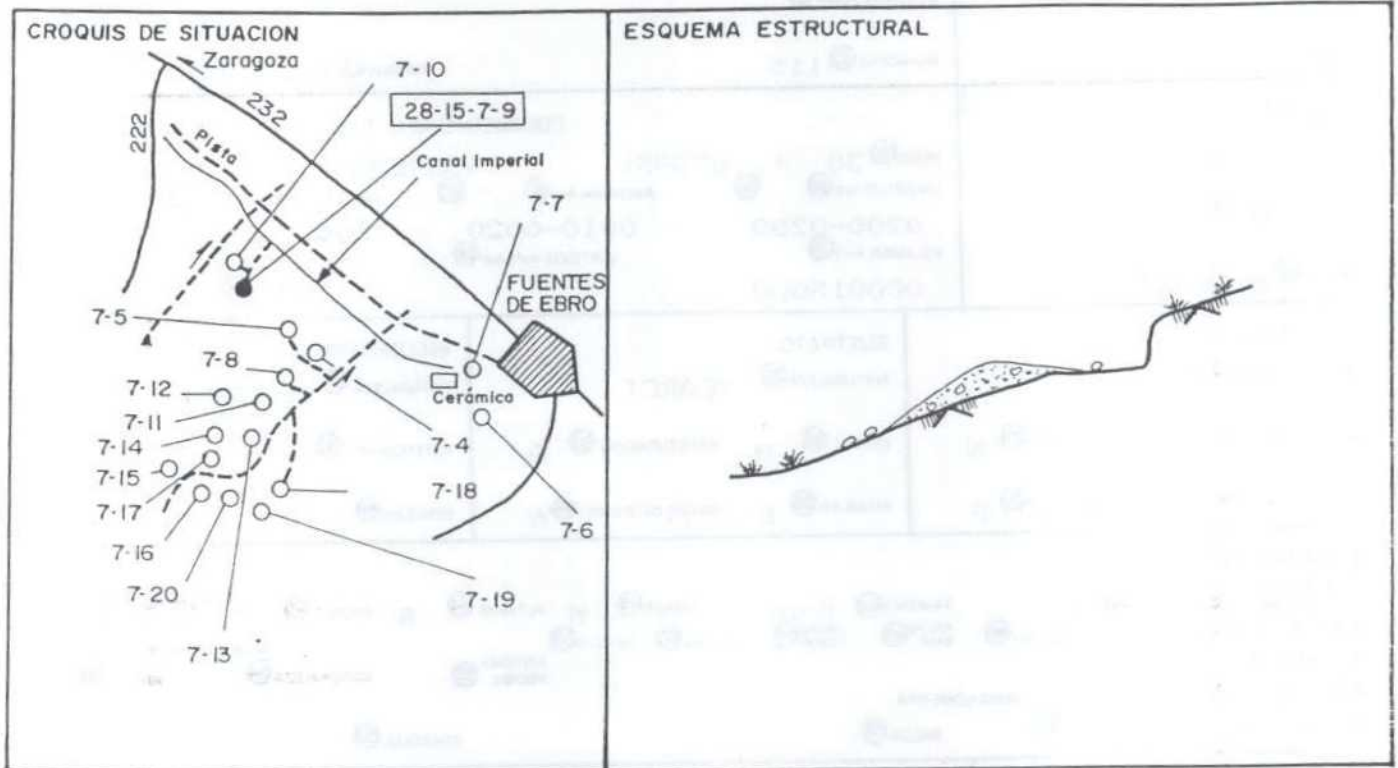 CROQUIS DE SITUACION
Zaragoza
7-10
232
28-15-7-9
222
Pista
Canal Imperial
7-7
FUENTES
DE EBRO
7-5
7-8
7-12
Cerámica
7-11
7-4
7-14
7-15
7-18
7-17
7-6
7-16
7-20
7-19
7-13
ESQUEMA ESTRUCTURAL